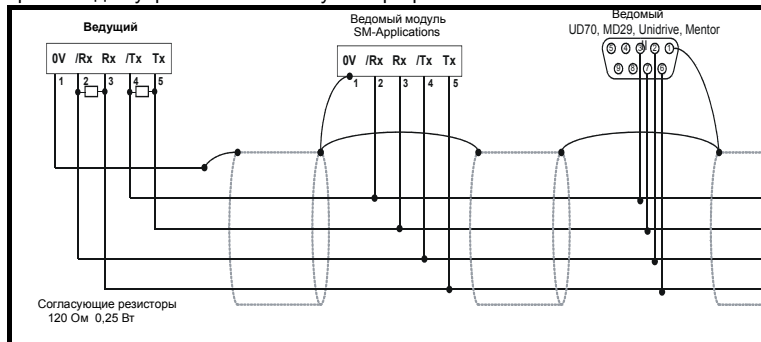 Ведущий
0V /Rx Rx /Tx Tx
1 2 3 4 5
Ведомый модуль
SM-Applications
0V /Rx Rx /Tx Tx
1 2 3 4 5
Ведомый
UD70, MD29, Unidrive, Mentor
II
5 4 3 2 1
9 8 7 6
Согласующие резисторы
120 Ом 0,25 Вт